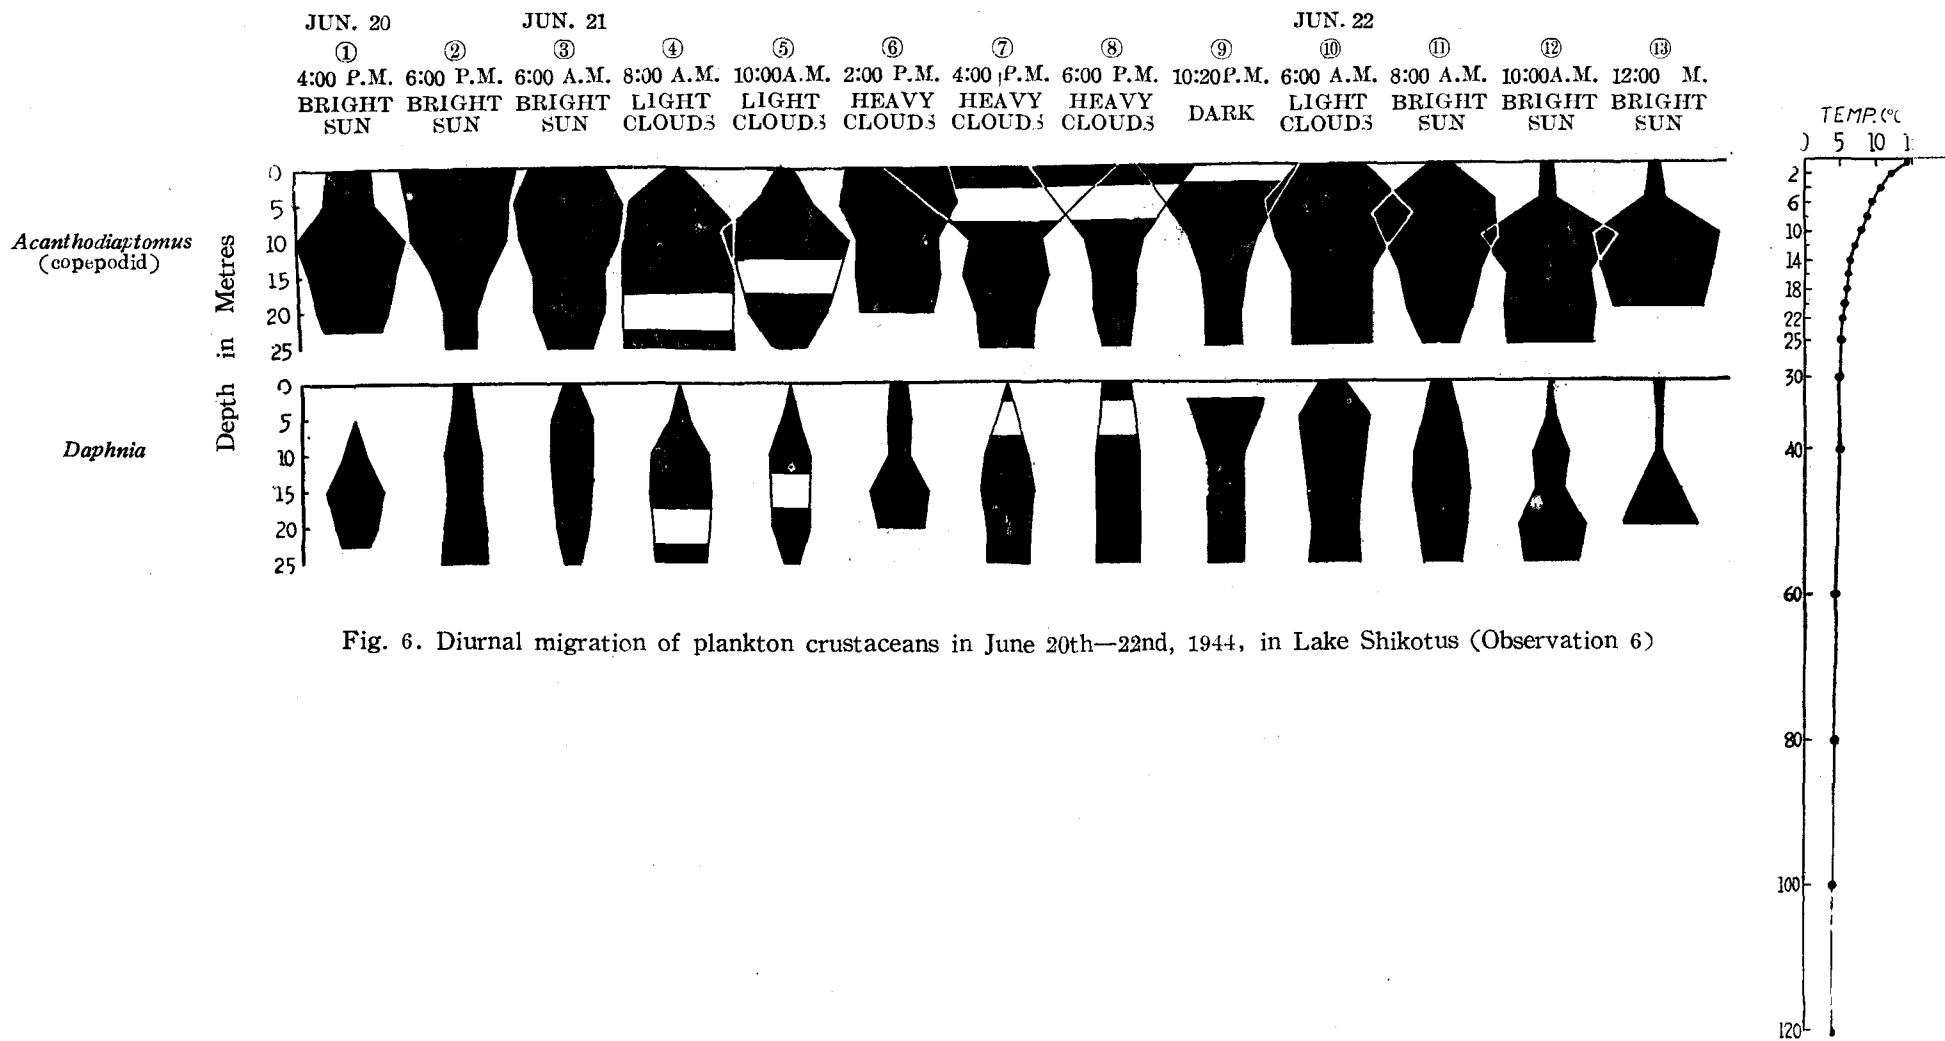 JUN. 20 JUN. 21 JUN. 22
① ② ③ ④ ⑤ ⑥ ⑦ ⑧ ⑨ ⑩ ⑪ ⑫ ⑬
4:00 P.M. 6:00 P.M. 6:00 A.M. 8:00 A.M. 10:00A.M. 2:00 P.M. 4:00 P.M. 6:00 P.M. 10:20P.M. 6:00 A.M. 8:00 A.M. 10:00A.M. 12:00 M.
BRIGHT BRIGHT BRIGHT LIGHT LIGHT HEAVY HEAVY HEAVY DARK LIGHT BRIGHT BRIGHT BRIGHT
SUN SUN SUN CLOUDS CLOUDS CLOUDS CLOUDS CLOUDS CLOUDS SUN SUN SUN
TEMP. (°C
0 5 10
Acanthodiaptomus
(copepodid)
Daphnia
Depth in Metres
0
5
10
15
20
25
0
5
10
15
20
25
2
6
10
14
18
22
25
30
40
60
80
100
120
Fig. 6. Diurnal migration of plankton crustaceans in June 20th—22nd, 1944, in Lake Shikotus (Observation 6)